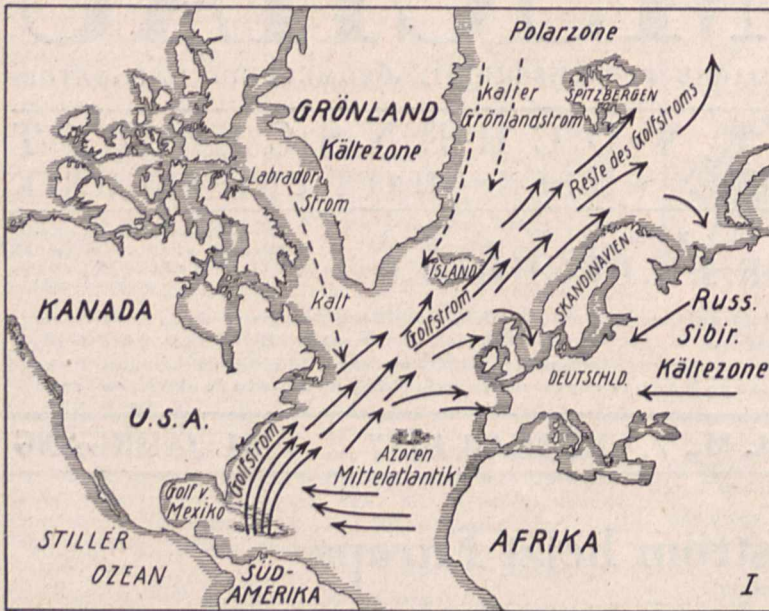 Polarzone
GRÖNLAND
Kältezone
kalter
Grönlandstrom
SPITZBERGEN
Reste des Golfstroms
Labrador
Strom
kalt
ISLAND
SKANDINAVIEN
KANADA
Golfstrom
Russ.
Sibir.
Kältezone
DEUTSCHLD.
U.S.A.
Golfstrom
Azoren
Mittelatlantik
Golf v.
Mexiko
STILLER
OZEAN
SÜD-
AMERIKA
AFRIKA
I